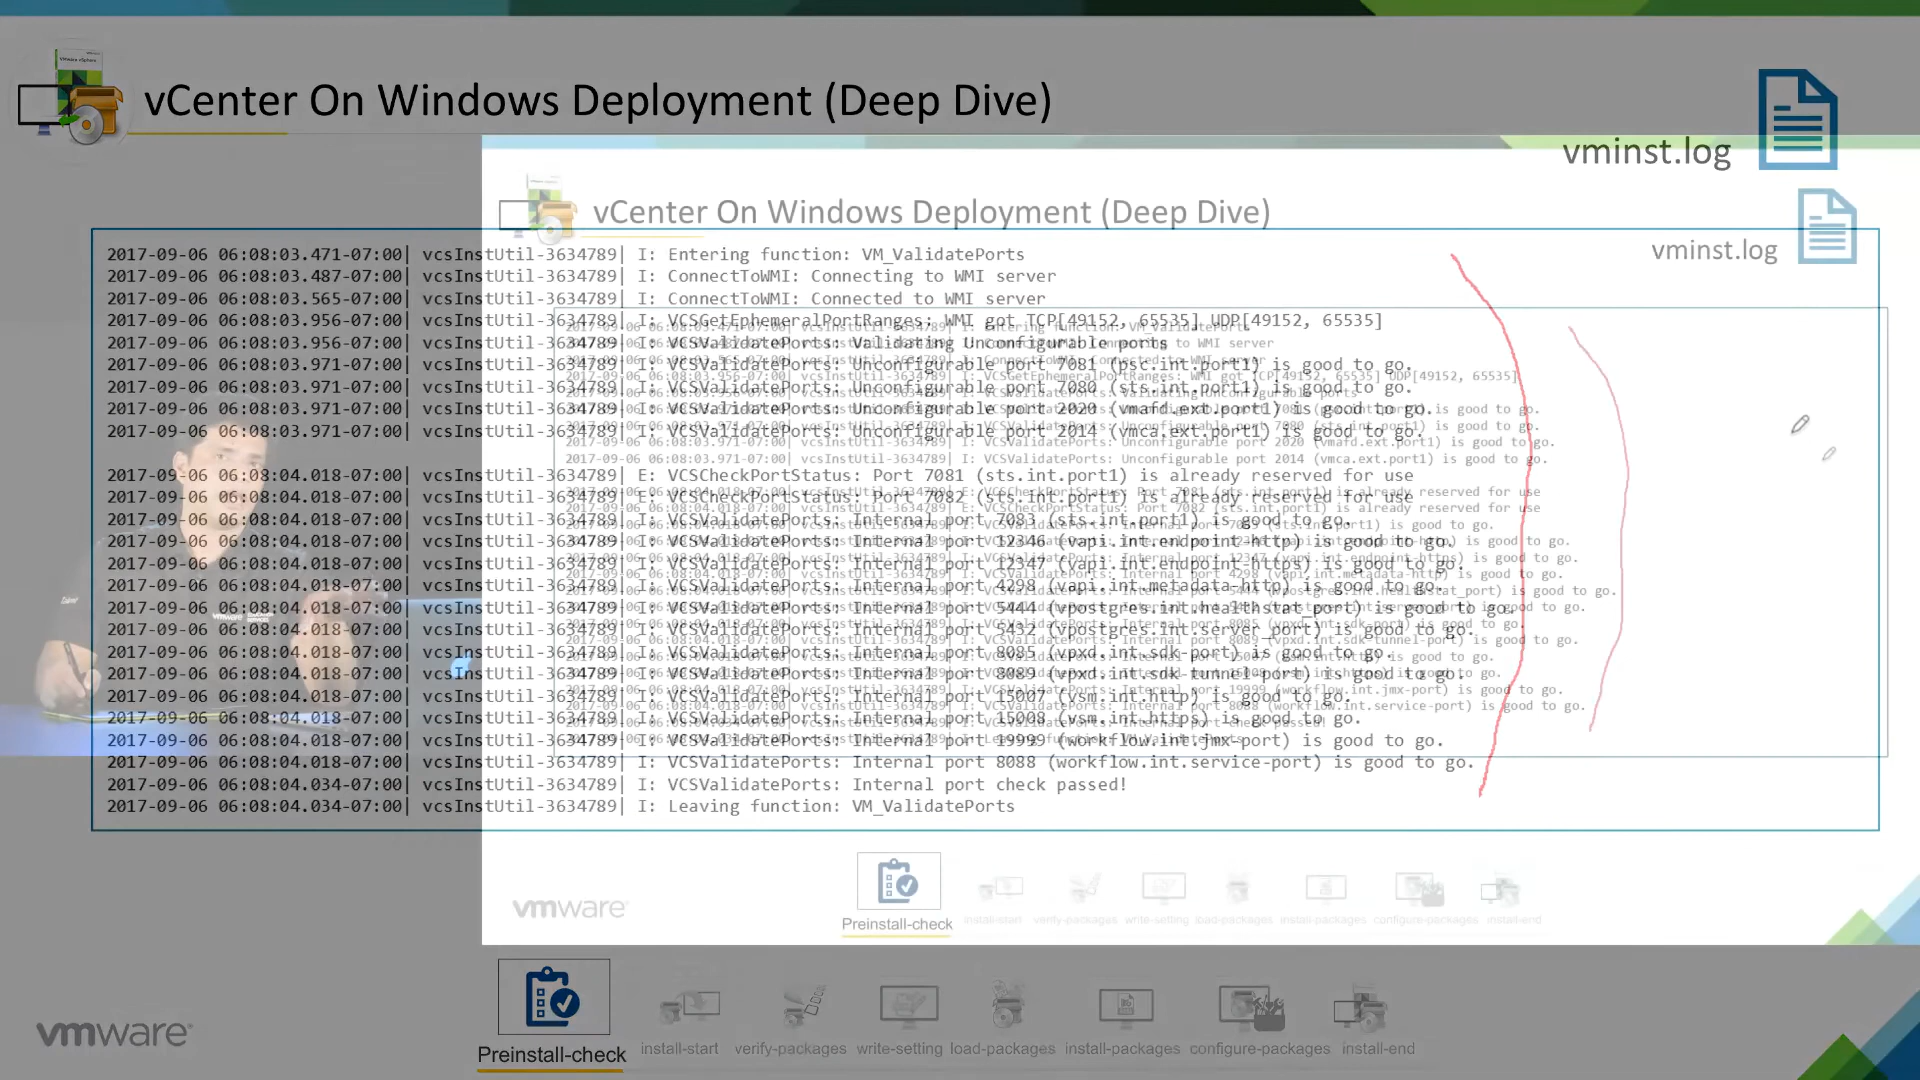 vCenter On Windows Deployment (Deep Dive)
vminst.log
vCenter On Windows Deployment (Deep Dive)
vminst.log
2017-09-06 06:08:03.471-07:00| vcsInstUtil-3634789| I: Entering function: VM_ValidatePorts
2017-09-06 06:08:03.487-07:00| vcsInstUtil-3634789| I: ConnectToWMI: Connecting to WMI server
2017-09-06 06:08:03.565-07:00| vcsInstUtil-3634789| I: ConnectToWMI: Connected to WMI server
2017-09-06 06:08:03.956-07:00| vcsInstUtil-3634789| I: VCSGetEphemeralPortRanges: WMI got TCP[49152, 65535] UDP[49152, 65535]
2017-09-06 06:08:03.956-07:00| vcsInstUtil-3634789| I: VCSValidatePorts: Validating Unconfigurable ports
2017-09-06 06:08:03.971-07:00| vcsInstUtil-3634789| I: VCSValidatePorts: Unconfigurable port 7081 (psc.int.port1) is good to go.
2017-09-06 06:08:03.971-07:00| vcsInstUtil-3634789| I: VCSValidatePorts: Unconfigurable port 7080 (sts.int.port1) is good to go.
2017-09-06 06:08:03.971-07:00| vcsInstUtil-3634789| I: VCSValidatePorts: Unconfigurable port 2020 (vmafd.ext.port1) is good to go.
2017-09-06 06:08:03.971-07:00| vcsInstUtil-3634789| I: VCSValidatePorts: Unconfigurable port 2014 (vmca.ext.port1) is good to go.
2017-09-06 06:08:04.018-07:00| vcsInstUtil-3634789| E: VCSCheckPortStatus: Port 7081 (sts.int.port1) is already reserved for use
2017-09-06 06:08:04.018-07:00| vcsInstUtil-3634789| E: VCSCheckPortStatus: Port 7082 (sts.int.port1) is already reserved for use
2017-09-06 06:08:04.018-07:00| vcsInstUtil-3634789| I: VCSValidatePorts: Internal port 7083 (sts.int.port1) is good to go.
2017-09-06 06:08:04.018-07:00| vcsInstUtil-3634789| I: VCSValidatePorts: Internal port 12346 (vapi.int.endpoint-http) is good to go.
2017-09-06 06:08:04.018-07:00| vcsInstUtil-3634789| I: VCSValidatePorts: Internal port 12347 (vapi.int.endpoint-https) is good to go.
2017-09-06 06:08:04.018-07:00| vcsInstUtil-3634789| I: VCSValidatePorts: Internal port 4298 (vapi.int.metadata-http) is good to go.
2017-09-06 06:08:04.018-07:00| vcsInstUtil-3634789| I: VCSValidatePorts: Internal port 5444 (vpostgres.int.healthstat_port) is good to go.
2017-09-06 06:08:04.018-07:00| vcsInstUtil-3634789| I: VCSValidatePorts: Internal port 5432 (vpostgres.int.server_port) is good to go.
2017-09-06 06:08:04.018-07:00| vcsInstUtil-3634789| I: VCSValidatePorts: Internal port 8085 (vpxd.int.sdk-port) is good to go.
2017-09-06 06:08:04.018-07:00| vcsInstUtil-3634789| I: VCSValidatePorts: Internal port 8089 (vpxd.int.sdk-tunnel-port) is good to go.
2017-09-06 06:08:04.018-07:00| vcsInstUtil-3634789| I: VCSValidatePorts: Internal port 15007 (vsm.int.http) is good to go.
2017-09-06 06:08:04.018-07:00| vcsInstUtil-3634789| I: VCSValidatePorts: Internal port 15008 (vsm.int.https) is good to go.
2017-09-06 06:08:04.018-07:00| vcsInstUtil-3634789| I: VCSValidatePorts: Internal port 19999 (workflow.int.jmx-port) is good to go.
2017-09-06 06:08:04.018-07:00| vcsInstUtil-3634789| I: VCSValidatePorts: Internal port 8088 (workflow.int.service-port) is good to go.
2017-09-06 06:08:04.034-07:00| vcsInstUtil-3634789| I: VCSValidatePorts: Internal port check passed!
2017-09-06 06:08:04.034-07:00| vcsInstUtil-3634789| I: Leaving function: VM_ValidatePorts
vmware
Preinstall-check install-start verify-packages write-setting load-packages install-packages configure-packages install-end
vmware
Preinstall-check install-start verify-packages write-setting load-packages install-packages configure-packages install-end